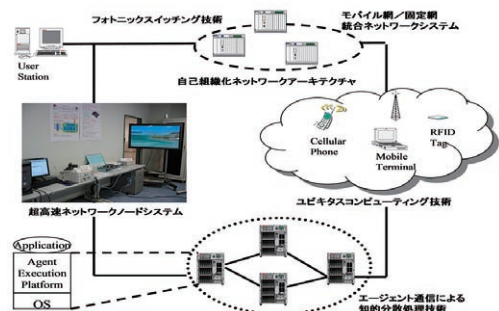 フォトニックスイッチング技術
モバイル網／固定網
統合ネットワークシステム
User
Station
自己組織化ネットワークアーキテクチャ
Cellular
Phone
Mobile
Terminal
RFID
Tag
超高速ネットワークノードシステム
ユビキタスコンピューティング技術
Application
Agent
Execution
Platform
OS
エージェント通信による
知的分散処理技術